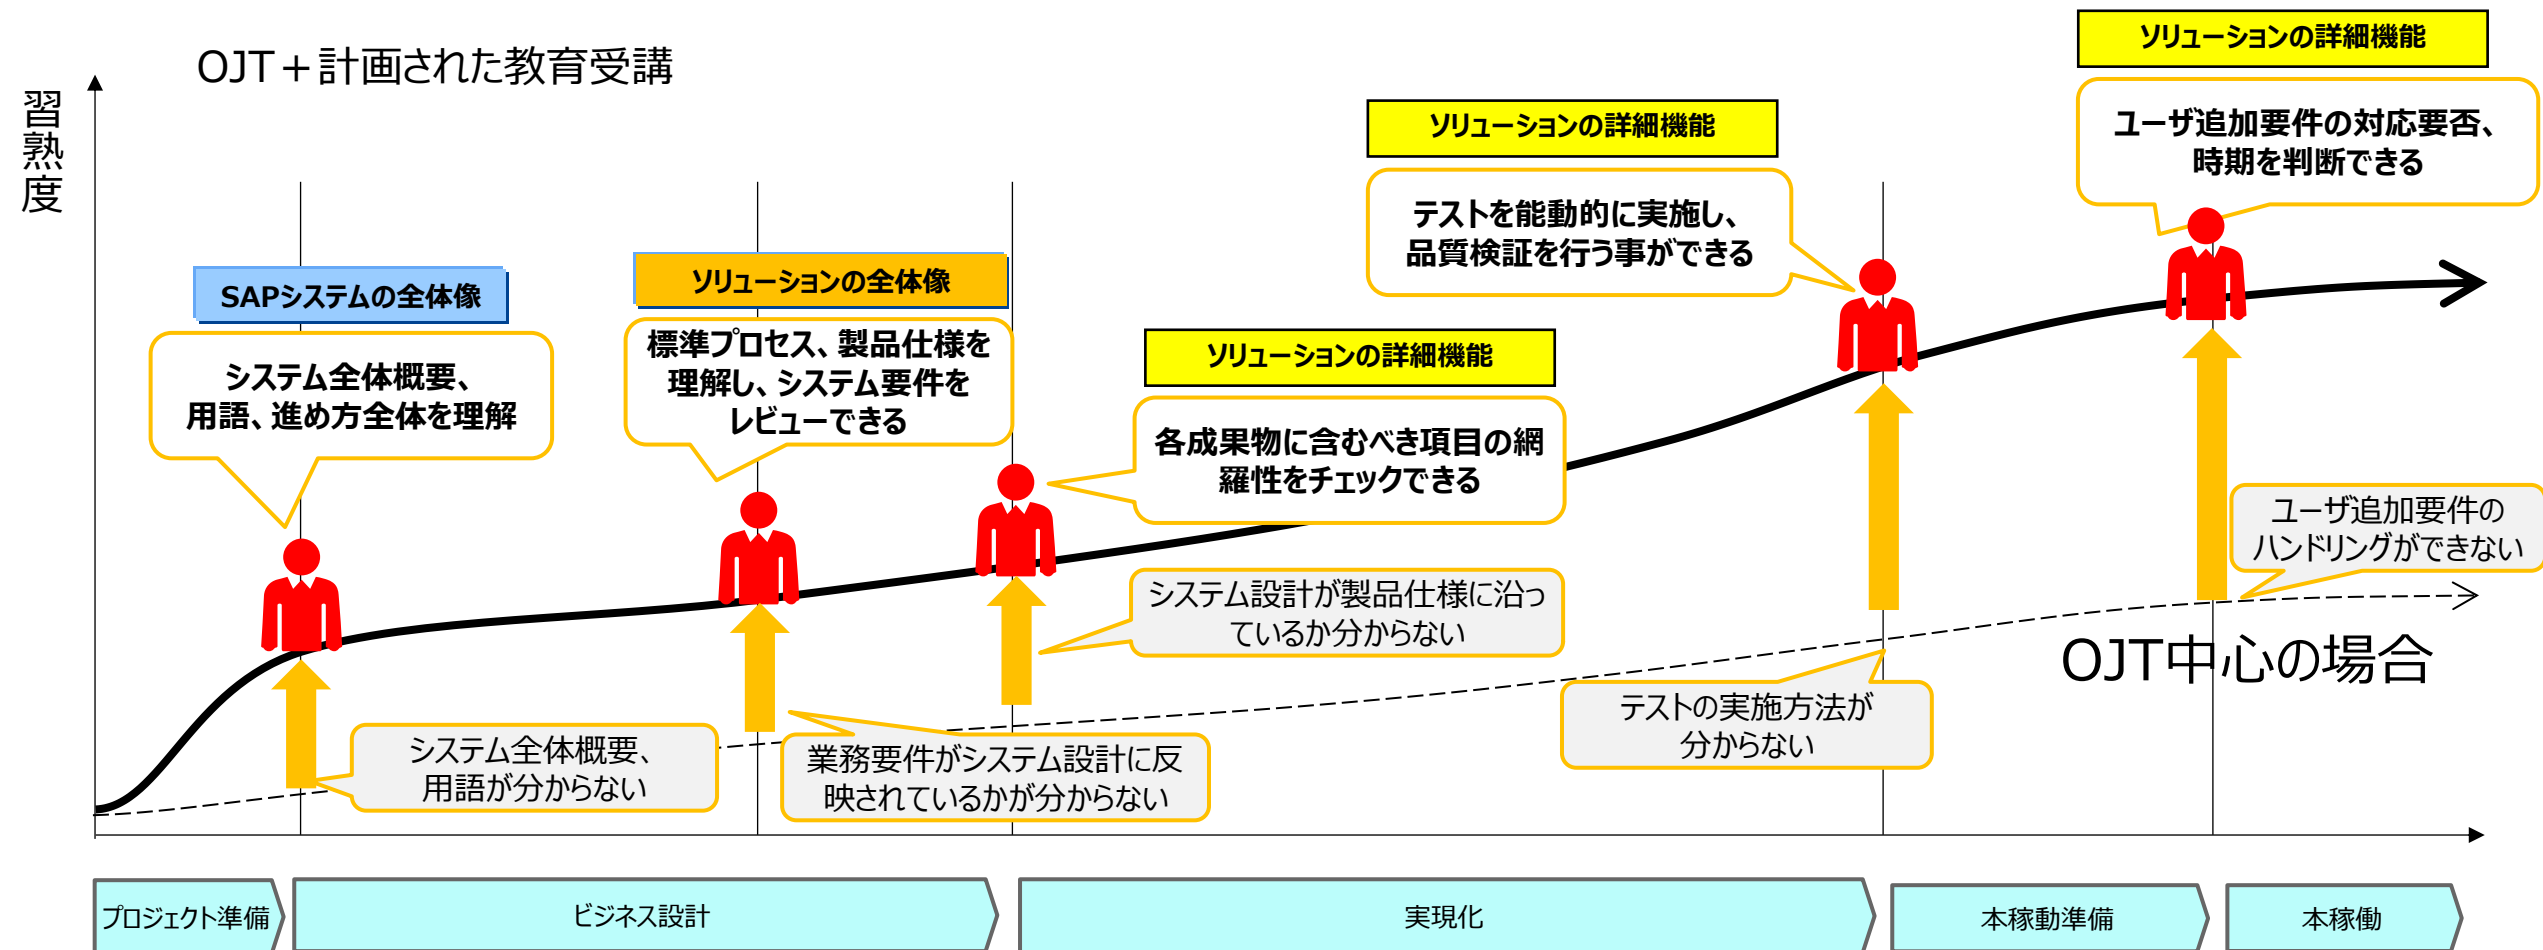 OJT＋計画された教育受講
習熟度
ソリューションの詳細機能
ユーザ追加要件の対応要否、
時期を判断できる
ソリューションの詳細機能
テストを能動的に実施し、
品質検証を行う事ができる
SAPシステムの全体像
システム全体概要、
用語、進め方全体を理解
ソリューションの全体像
標準プロセス、製品仕様を
理解し、システム要件を
レビューできる
ソリューションの詳細機能
各成果物に含むべき項目の網
羅性をチェックできる
ユーザ追加要件の
ハンドリングができない
システム設計が製品仕様に沿っ
ているか分からない
OJT中心の場合
テストの実施方法が
分からない
システム全体概要、
用語が分からない
業務要件がシステム設計に反
映されているかが分からない
プロジェクト準備
ビジネス設計
実現化
本稼動準備
本稼働